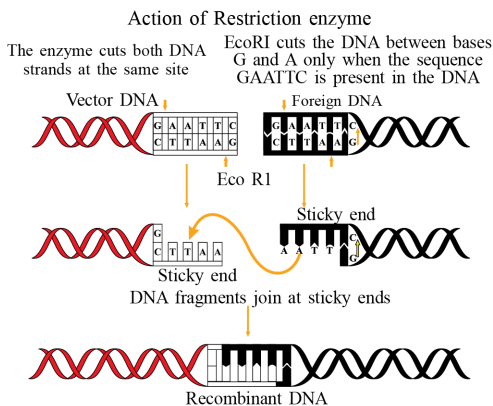 Action of Restriction enzyme
The enzyme cuts both DNA
strands at the same site
EcoRI cuts the DNA between bases
G and A only when the sequence
GAATTC is present in the DNA
Vector DNA
Foreign DNA
G A A T T C
C T T A A G
G A A T T C
C T T A A G
Eco R1
Sticky end
G
C T T A A
C
A A T T G
Sticky end
DNA fragments join at sticky ends
Recombinant DNA